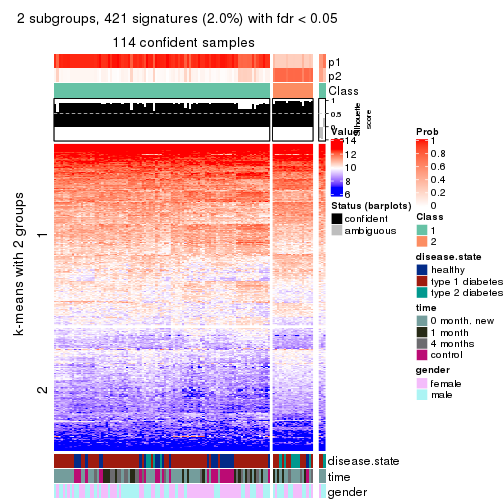 2 subgroups, 421 signatures (2.0%) with fdr < 0.05
114 confident samples
p1
p2
Class
1
0.5
0
Silhouette
score
k-means with 2 groups
1
2
disease.state
time
gender
Value
14
12
10
8
6
Status (barplots)
confident
ambiguous
Prob
1
0.8
0.6
0.4
0.2
0
Class
1
2
disease.state
healthy
type 1 diabetes
type 2 diabetes
time
0 month. new
1 month
4 months
control
gender
female
male